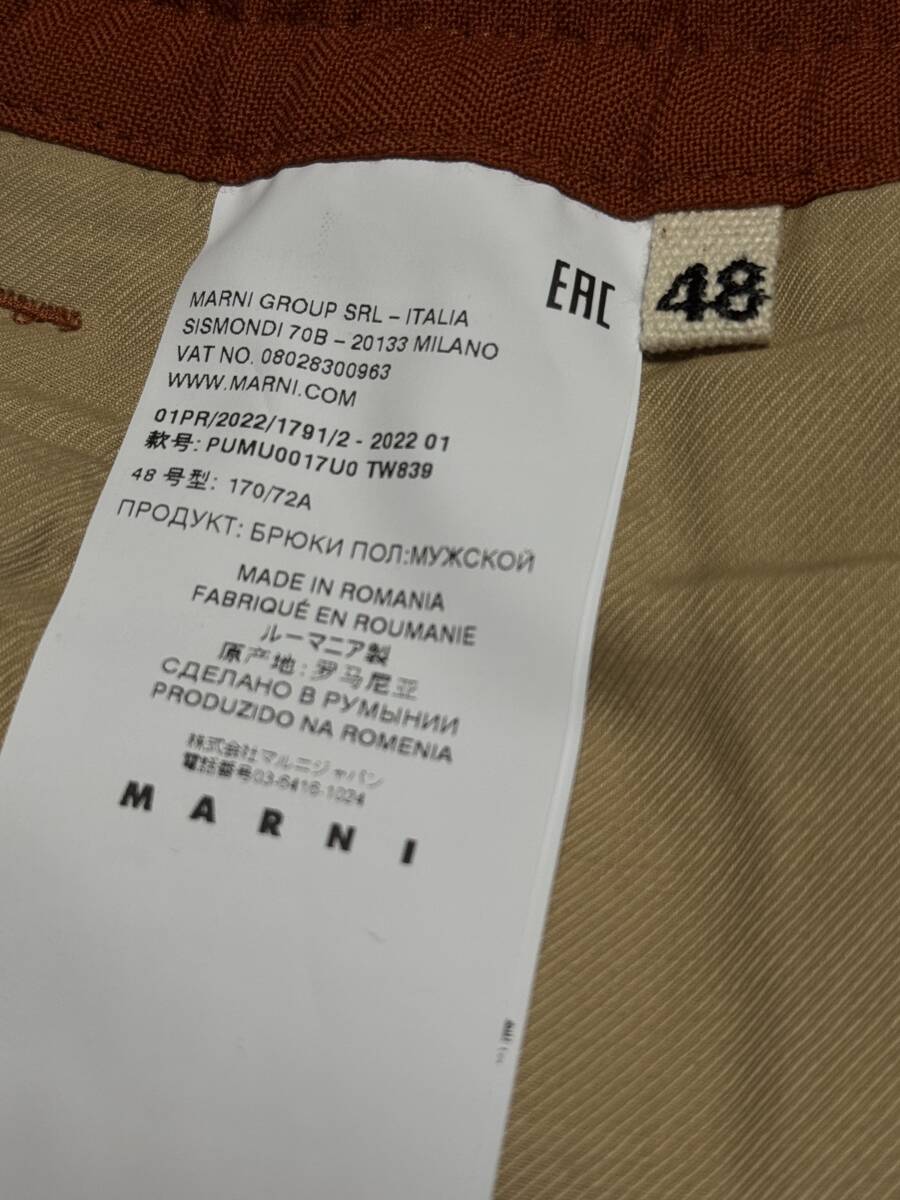 EAC
48
MARNI GROUP SRL – ITALIA
SISMONDI 70B – 20133 MILANO
VAT NO. 08028300963
WWW.MARNI.COM
01PR/2022/1791/2 - 2022 01
款号: PUMU0017U0 TW839
48 号型: 170/72A
ПРОДУКТ: БРЮКИ ПОЛ:МУЖСКОЙ
MADE IN ROMANIA
FABRIQUÉ EN ROUMANIE
ルーマニア製
原产地: 罗马尼亚
СДЕЛАНО В РУМЫНИИ
PRODUZIDO NA ROMENIA
株式会社マルニジャパン
電話番号03-6416-1024
MARNI